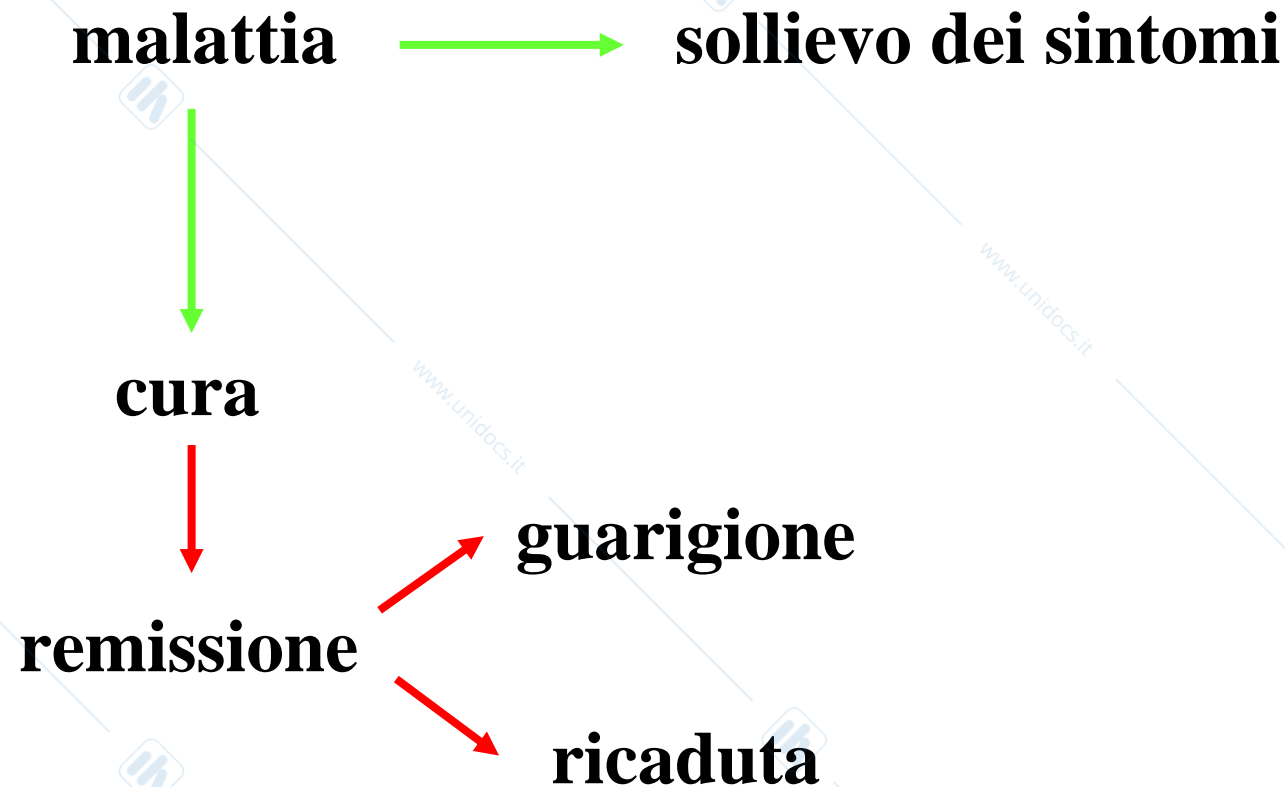 malattia
sollievo dei sintomi
www.unidocs.it
www.unidocs.it
cura
guarigione
remissione
ricaduta